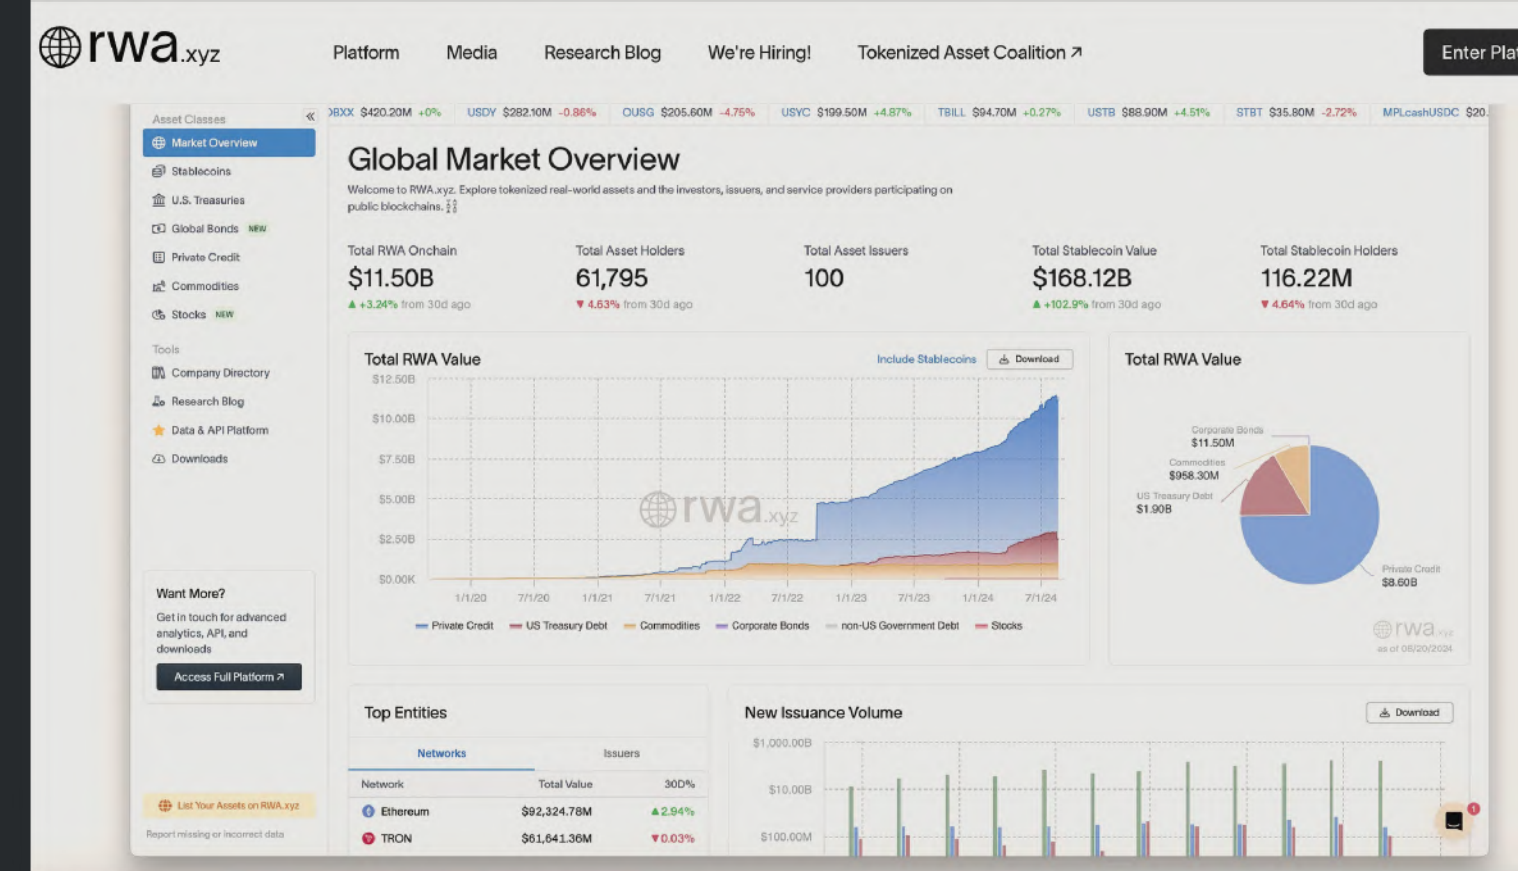 rwa.xyz
Platform
Media
Research Blog
We're Hiring!
Tokenized Asset Coalition ↗
Enter Plat
Asset Classes
«
Market Overview
Stablecoins
U.S. Treasuries
Global Bonds NEW
Private Credit
Commodities
Stocks NEW
Tools
Company Directory
Research Blog
Data & API Platform
Downloads
Want More?
Get in touch for advanced
analytics, API, and
downloads
Access Full Platform ↗
List Your Assets on RWA.xyz
Report missing or incorrect data
BXX $420.20M +0% USDY $282.10M -0.86% OUSG $205.60M -4.75% USYC $199.50M +4.87% TBILL $94.70M +0.27% USTB $88.90M +4.51% STBT $35.80M -2.72% MPLcashUSDC $20.
Global Market Overview
Welcome to RWA.xyz. Explore tokenized real-world assets and the investors, issuers, and service providers participating on
public blockchains.
Total RWA Onchain
$11.50B
▲ +3.24% from 30d ago
Total Asset Holders
61,795
▼ 4.63% from 30d ago
Total Asset Issuers
100
Total Stablecoin Value
$168.12B
▲ +102.9% from 30d ago
Total Stablecoin Holders
116.22M
▼ 4.64% from 30d ago
Total RWA Value
Include Stablecoins
Download
$12.50B
$10.00B
$7.50B
$5.00B
$2.50B
$0.00K
rwa.xyz
1/1/20 7/1/20 1/1/21 7/1/21 1/1/22 7/1/22 1/1/23 7/1/23 1/1/24 7/1/24
Private Credit US Treasury Debt Commodities Corporate Bonds non-US Government Debt Stocks
Total RWA Value
Corporate Bonds
$11.50M
Commodities
$958.30M
US Treasury Debt
$1.90B
Private Credit
$8.60B
rwa.xyz
as of 08/20/2024
Top Entities
Networks Issuers
Network Total Value 30D%
Ethereum $92,324.78M ▲2.94%
TRON $61,641.36M ▼0.03%
New Issuance Volume
Download
$1,000.00B
$10.00B
$100.00M
1